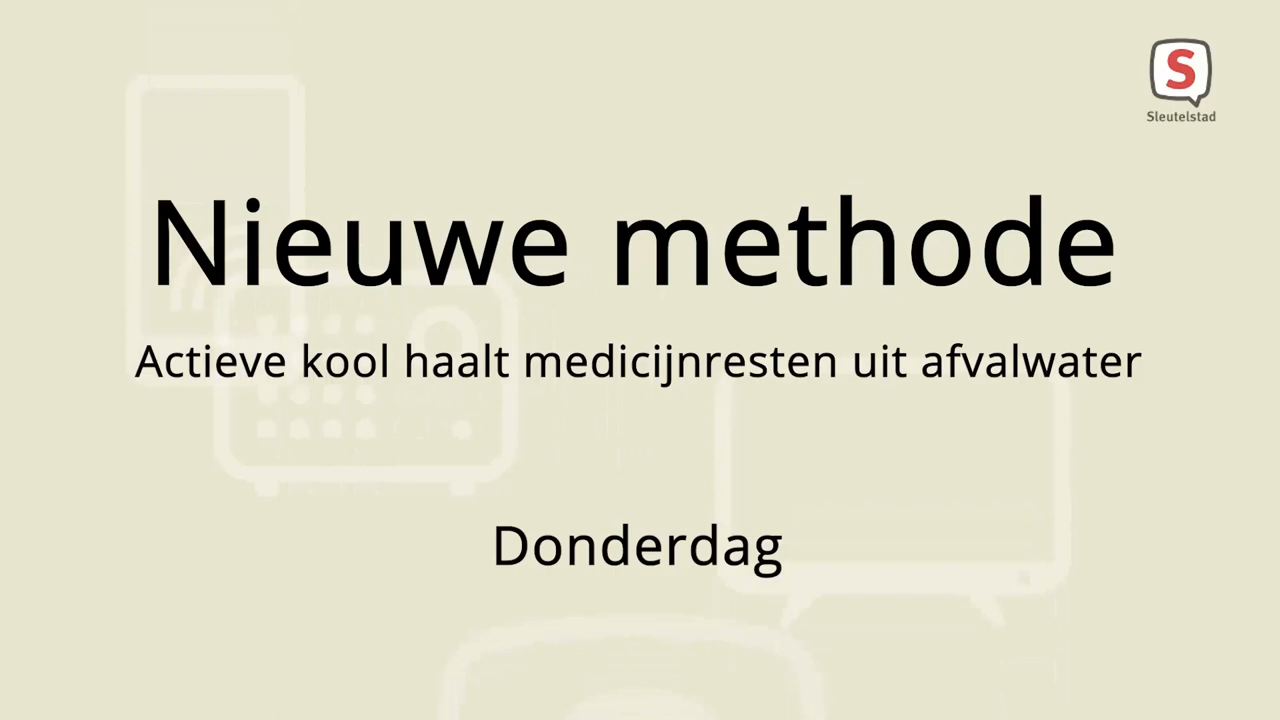 S
Sleutelstad
Nieuwe methode
Actieve kool haalt medicijnresten uit afvalwater
Donderdag